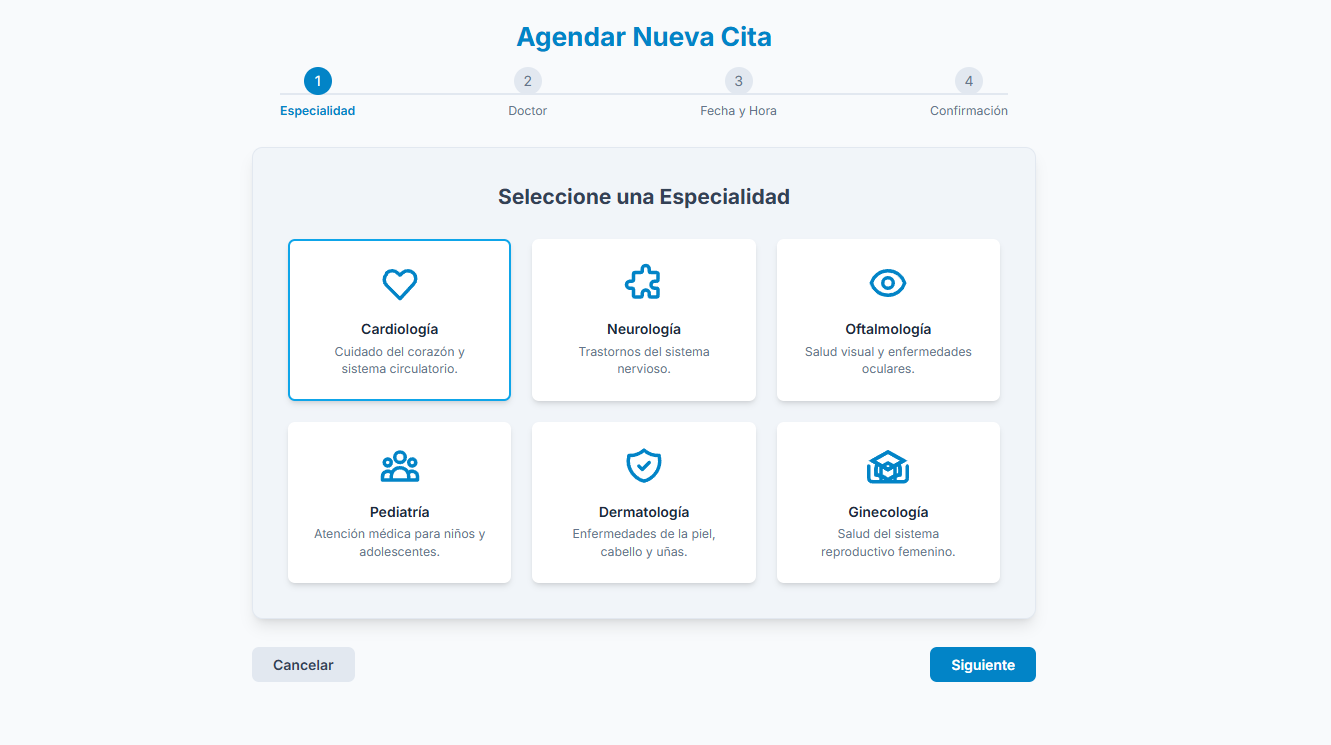 Agendar Nueva Cita
1
2
3
4
Especialidad
Doctor
Fecha y Hora
Confirmación
Seleccione una Especialidad
Cardiología
Cuidado del corazón y
sistema circulatorio.
Neurología
Trastornos del sistema
nervioso.
Oftalmología
Salud visual y enfermedades
oculares.
Pediatría
Atención médica para niños y
adolescentes.
Dermatología
Enfermedades de la piel,
cabello y uñas.
Ginecología
Salud del sistema
reproductivo femenino.
Cancelar
Siguiente